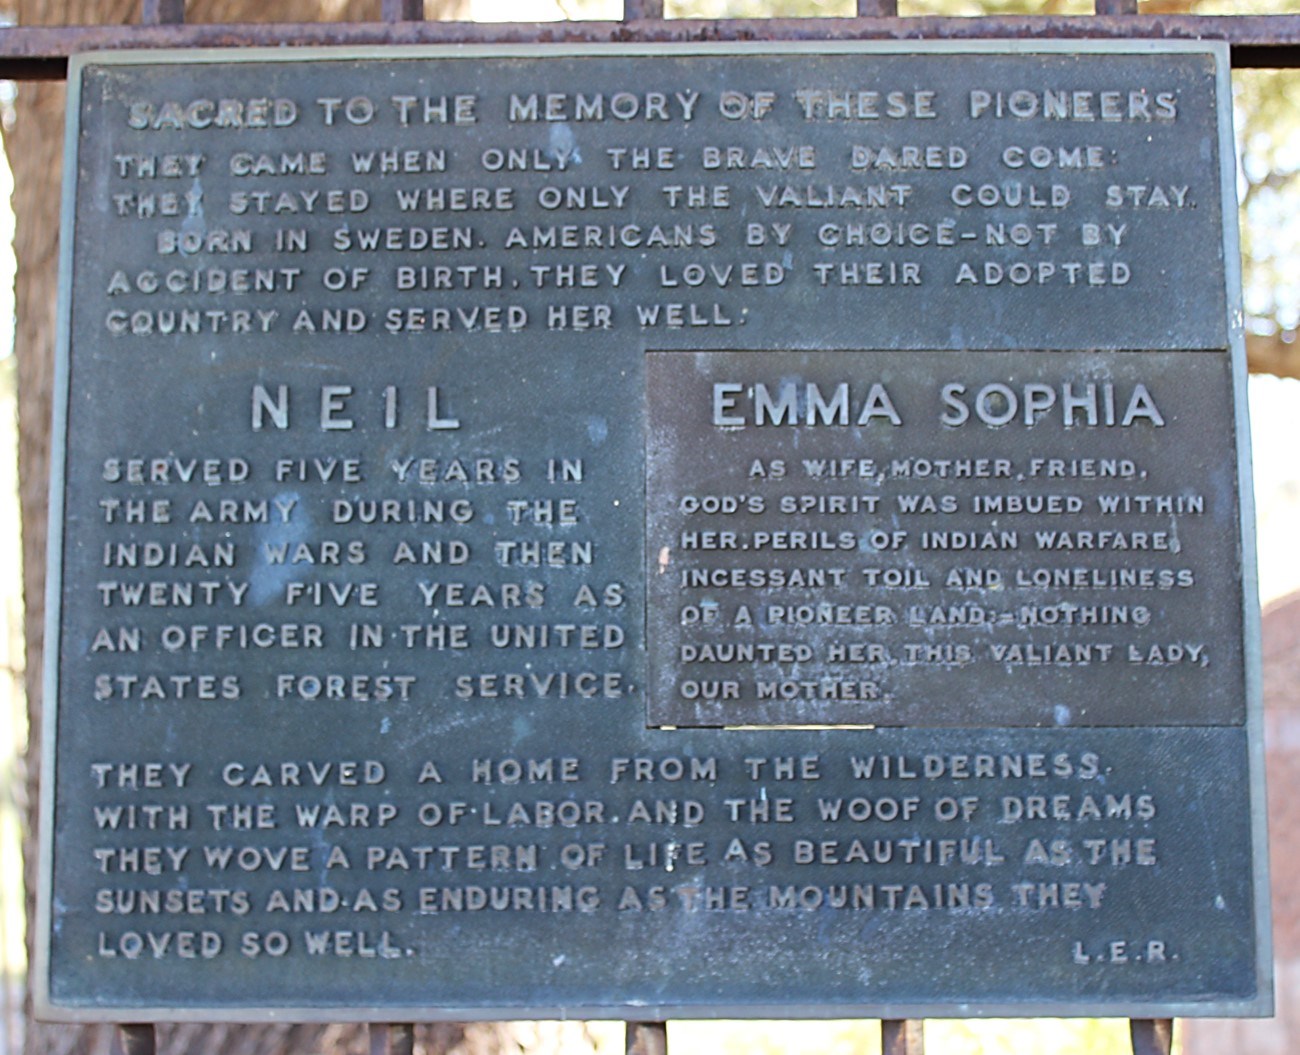 SACRED TO THE MEMORY OF THESE PIONEERS
THEY CAME WHEN ONLY THE BRAVE DARED COME:
THEY STAYED WHERE ONLY THE VALIANT COULD STAY.
BORN IN SWEDEN. AMERICANS BY CHOICE-NOT BY
ACCIDENT OF BIRTH. THEY LOVED THEIR ADOPTED
COUNTRY AND SERVED HER WELL:
NEIL
SERVED FIVE YEARS IN
THE ARMY DURING THE
INDIAN WARS AND THEN
TWENTY FIVE YEARS AS
AN OFFICER IN THE UNITED
STATES FOREST SERVICE.
EMMA SOPHIA
AS WIFE, MOTHER, FRIEND,
GOD'S SPIRIT WAS IMBUED WITHIN
HER. PERILS OF INDIAN WARFARE,
INCESSANT TOIL AND LONELINESS
OF A PIONEER LAND:-NOTHING
DAUNTED HER. THIS VALIANT LADY,
OUR MOTHER.
THEY CARVED A HOME FROM THE WILDERNESS.
WITH THE WARP OF LABOR. AND THE WOOF OF DREAMS
THEY WOVE A PATTERN OF LIFE AS BEAUTIFUL AS THE
SUNSETS AND AS ENDURING AS THE MOUNTAINS THEY
LOVED SO WELL.
L.E.R.